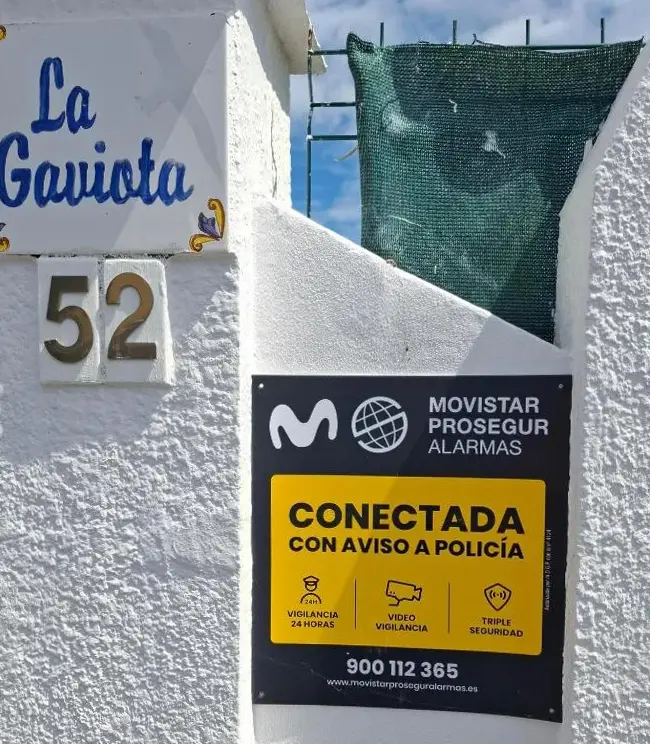 La
Gaviota
52
MOVISTAR
PROSEGUR
ALARMAS
CONECTADA
CON AVISO A POLICÍA
24H
VIGILANCIA
24 HORAS
VIDEO
VIGILANCIA
TRIPLE
SEGURIDAD
900 112 365
www.movistarproseguralarmas.es